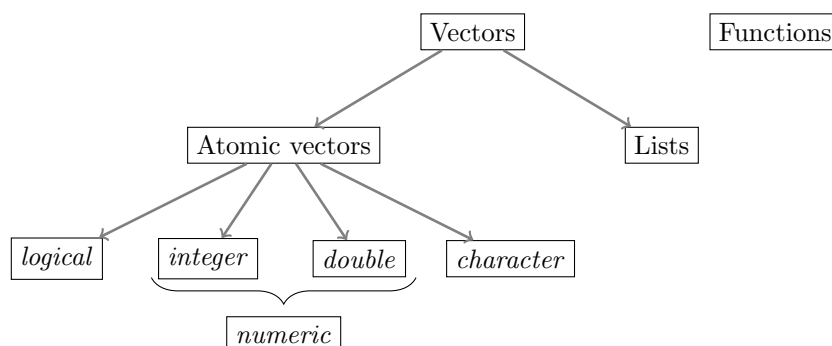 Vectors
Functions
Atomic vectors
Lists
logical
integer
double
character
numeric